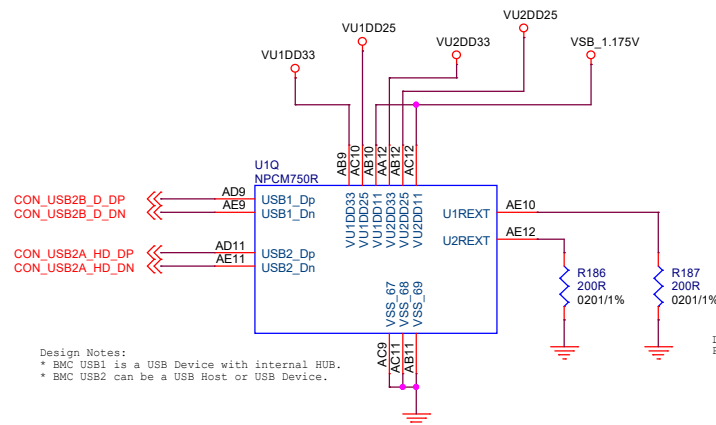 VU2DD25
VU1DD25
VU1DD33
VU2DD33
VSB_1.175V
AB9
AC10
AB10
AA12
AB12
AC12
U1Q
NPCM750R
VU1DD33
VU1DD25
VU1DD11
VU2DD33
VU2DD25
VU2DD11
CON_USB2B_D_DP
AD9
USB1_Dp
CON_USB2B_D_DN
AE9
USB1_Dn
U1REXT
AE10
U2REXT
AE12
CON_USB2A_HD_DP
AD11
USB2_Dp
CON_USB2A_HD_DN
AE11
USB2_Dn
R186
200R
0201/1%
R187
200R
0201/1%
VSS_67
VSS_68
VSS_69
AC9
AC11
AB11
Design Notes:
* BMC USB1 is a USB Device with internal HUB.
* BMC USB2 can be a USB Host or USB Device.